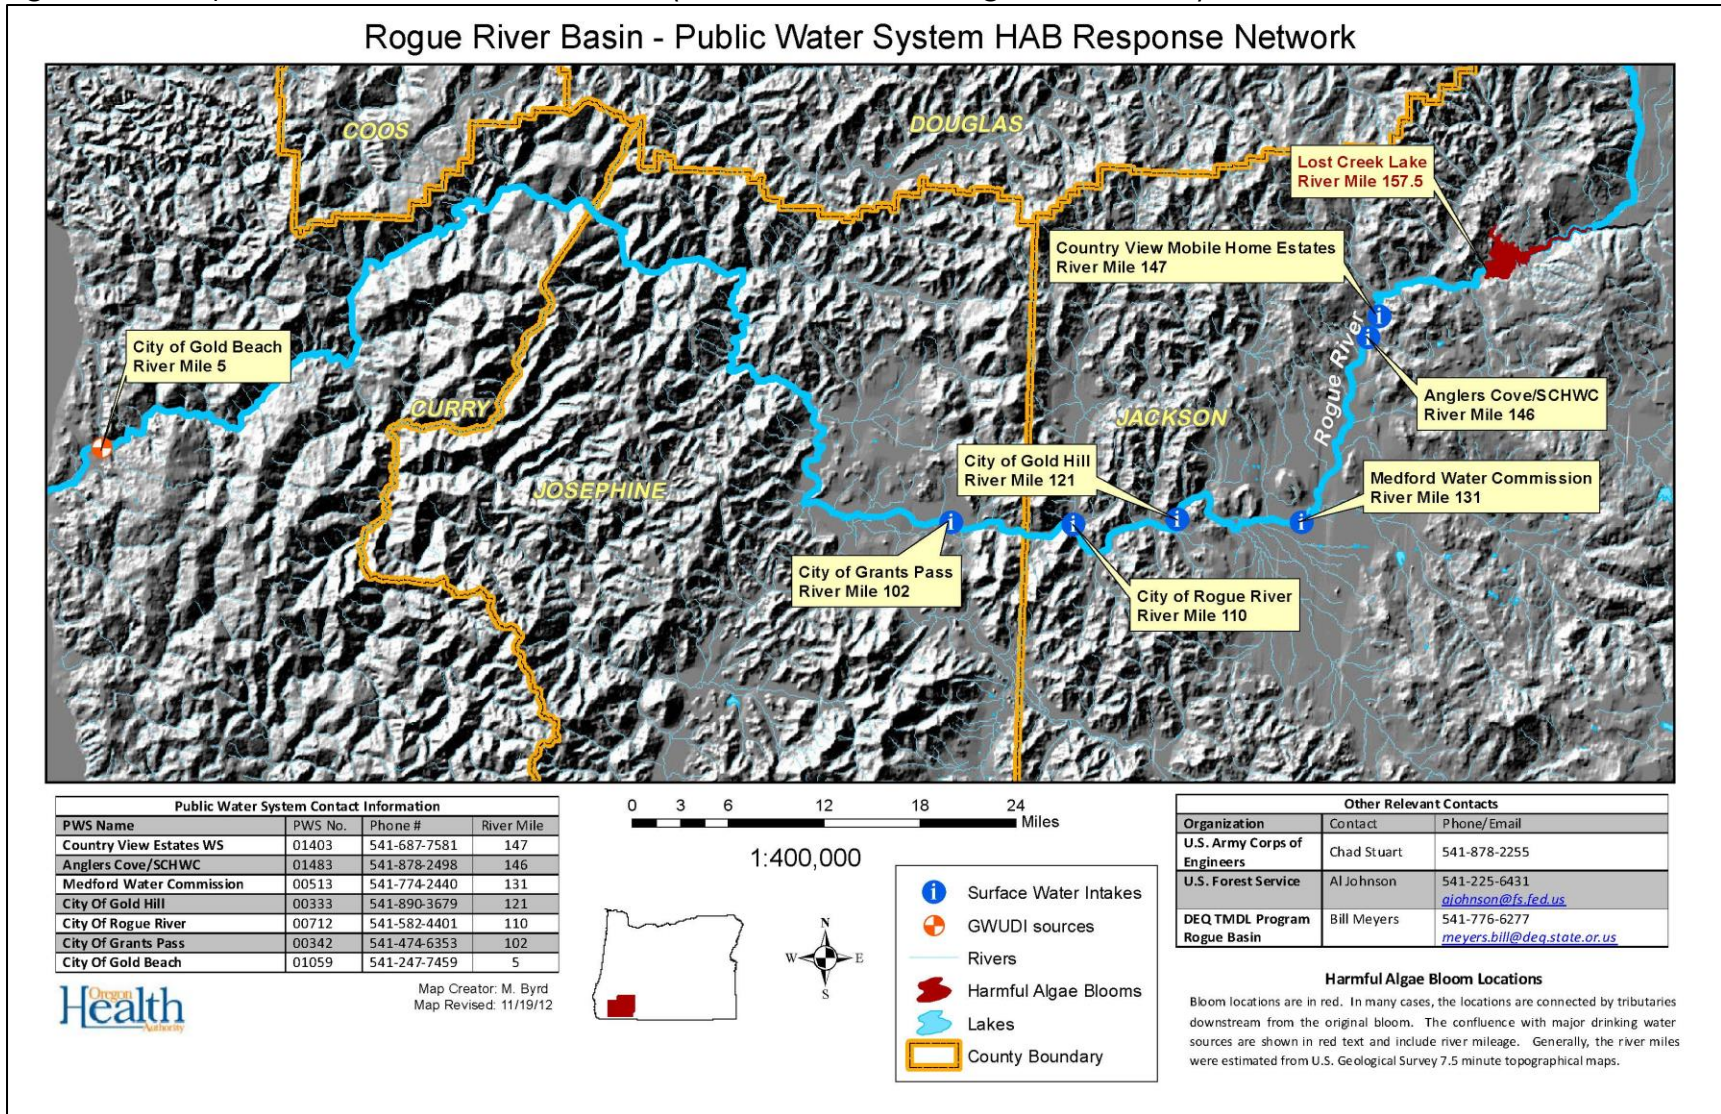 Rogue River Basin - Public Water System HAB Response Network
COOS
DOUGLAS
Lost Creek Lake
River Mile 157.5
Country View Mobile Home Estates
River Mile 147
City of Gold Beach
River Mile 5
Rogue River
Anglers Cove/SCHWC
River Mile 146
CURRY
JACKSON
City of Gold Hill
River Mile 121
Medford Water Commission
River Mile 131
JOSEPHINE
City of Grants Pass
River Mile 102
City of Rogue River
River Mile 110
Public Water System Contact Information
PWS Name PWS No. Phone # River Mile
Country View Estates WS 01403 541-687-7581 147
Anglers Cove/SCHWC 01483 541-878-2498 146
Medford Water Commission 00513 541-774-2440 131
City Of Gold Hill 00333 541-890-3679 121
City Of Rogue River 00712 541-582-4401 110
City Of Grants Pass 00342 541-474-6353 102
City Of Gold Beach 01059 541-247-7459 5
Oregon
Health
Authority
Map Creator: M. Byrd
Map Revised: 11/19/12
0 3 6 12 18 24
Miles
1:400,000
N
W E
S
Surface Water Intakes
GWUDI sources
Rivers
Harmful Algae Blooms
Lakes
County Boundary
Other Relevant Contacts
Organization Contact Phone/Email
U.S. Army Corps of
Engineers Chad Stuart 541-878-2255
U.S. Forest Service Al Johnson 541-225-6431
ajohnson@fs.fed.us
DEQ TMDL Program Bill Meyers 541-776-6277
Rogue Basin meyers.bill@deq.state.or.us
Harmful Algae Bloom Locations
Bloom locations are in red. In many cases, the locations are connected by tributaries
downstream from the original bloom. The confluence with major drinking water
sources are shown in red text and include river mileage. Generally, the river miles
were estimated from U.S. Geological Survey 7.5 minute topographical maps.